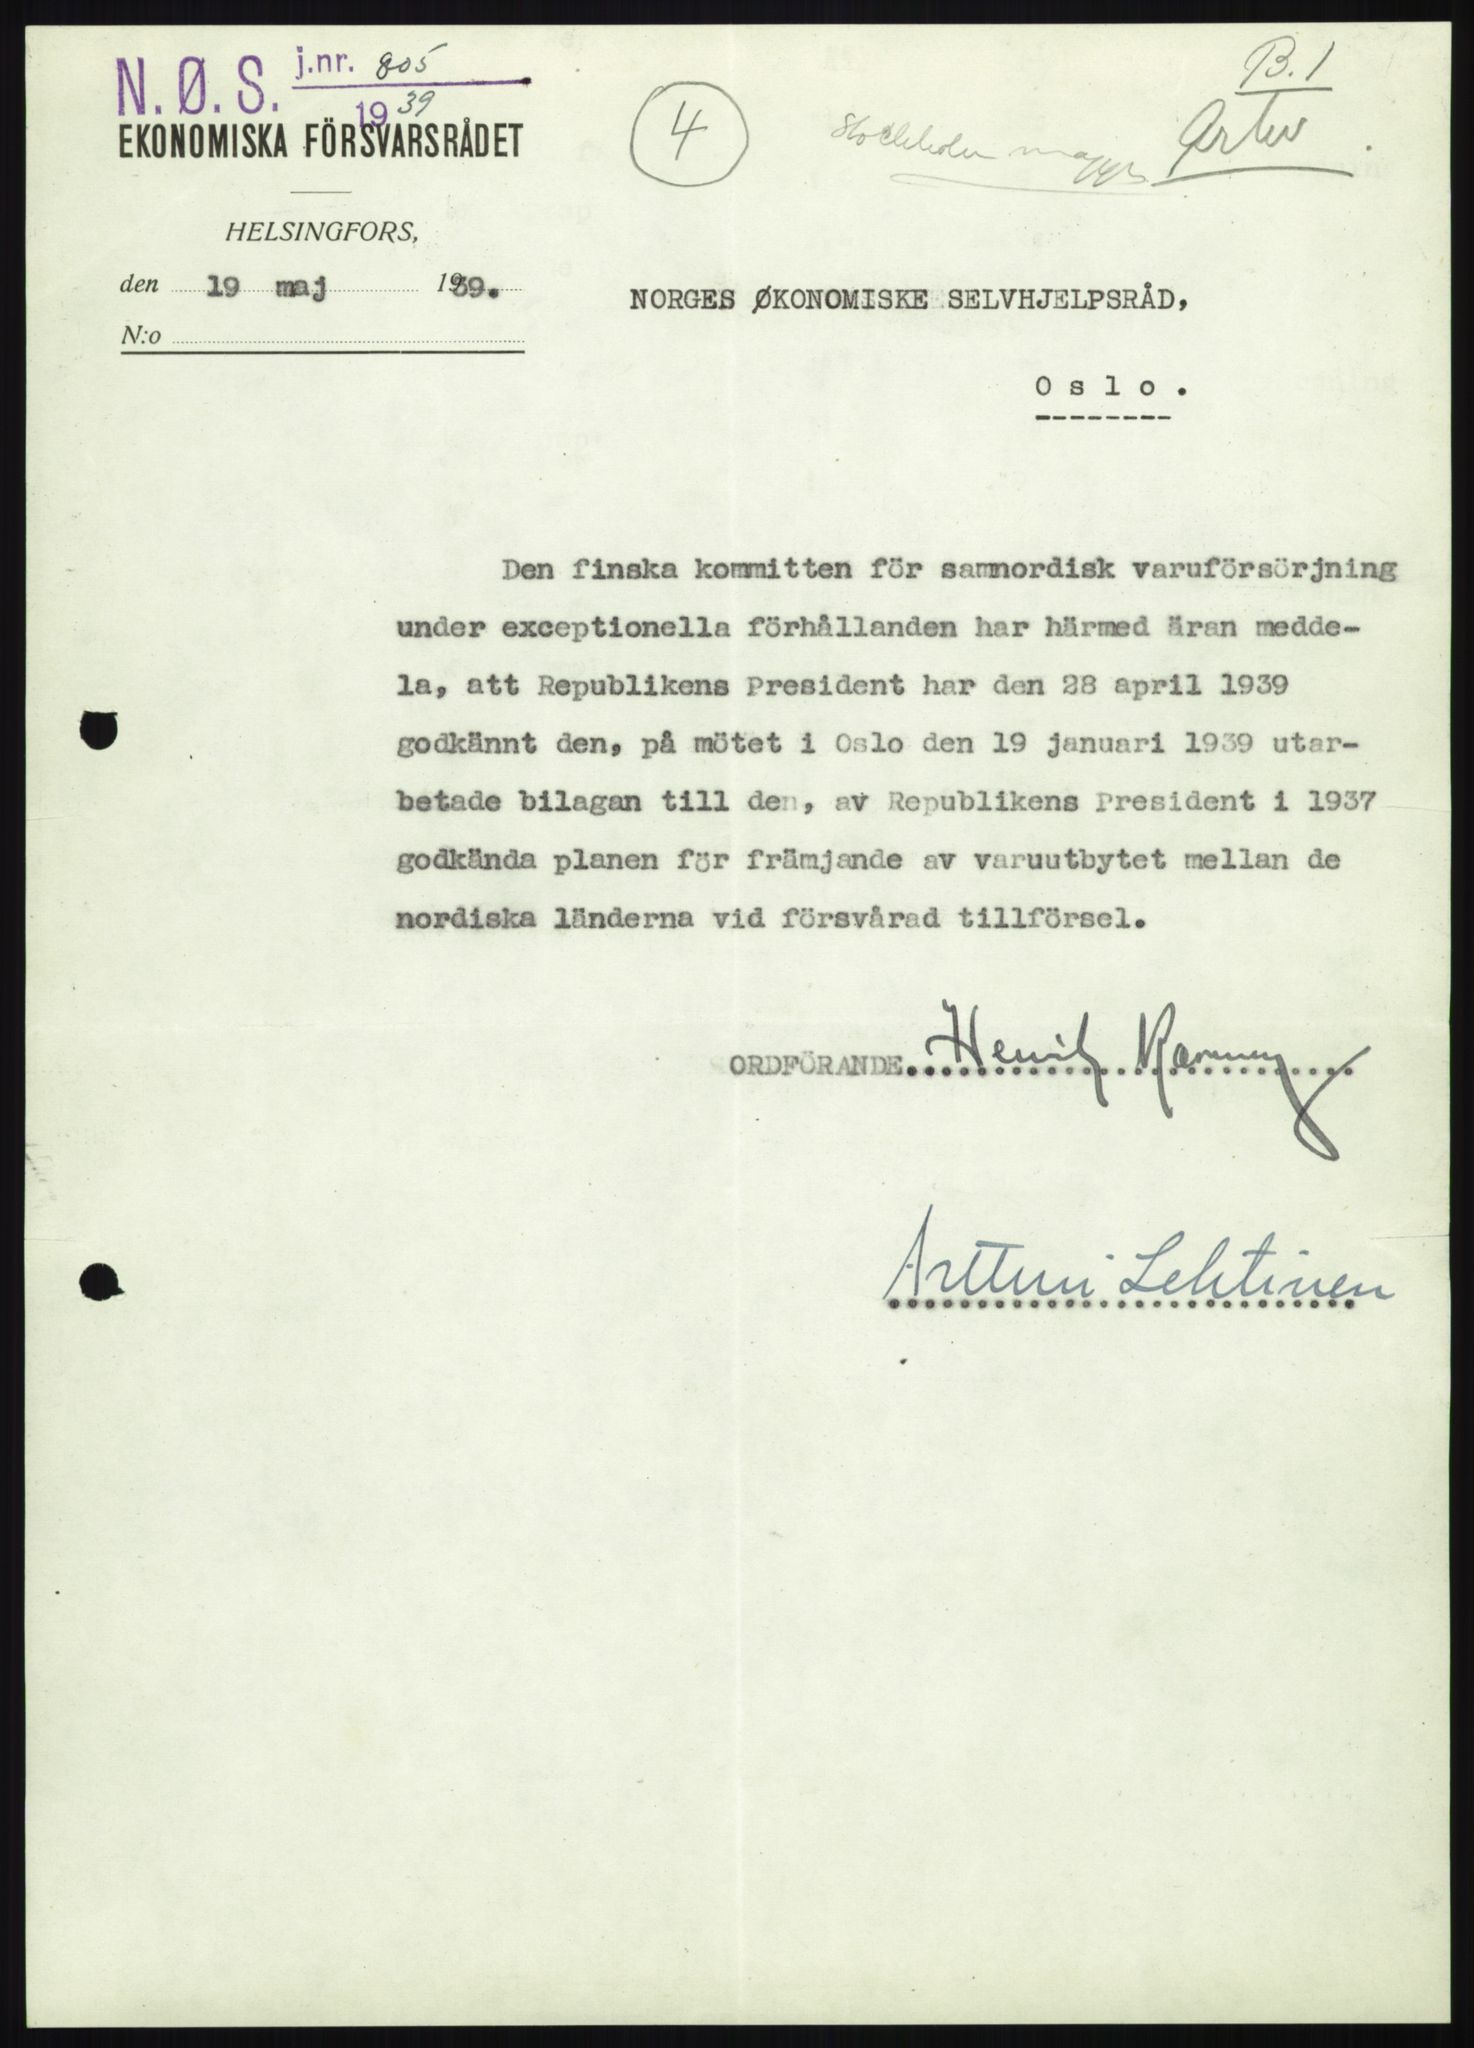 N.Ø.S. j.nr. 805
1939
EKONOMISKA FÖRSVARSRÅDET
HELSINGFORS,
den 19 maj 1939.
N:o
4
B.1
NORGES ØKONOMISKE SELVHJELPSRÅD,
Oslo.
Den finska kommitten för samnordisk varuförsörjning
under exceptionella förhållanden har härmed äran medde-
la, att Republikens President har den 28 april 1939
godkännt den, på mötet i Oslo den 19 januari 1939 utar-
betade bilagan till den, av Republikens President i 1937
godkända planen för främjande av varuutbytet mellan de
nordiska länderna vid försvårad tillförsel.
ORDFÖRANDE Henrik Ramsay
Artturi Lehtinen